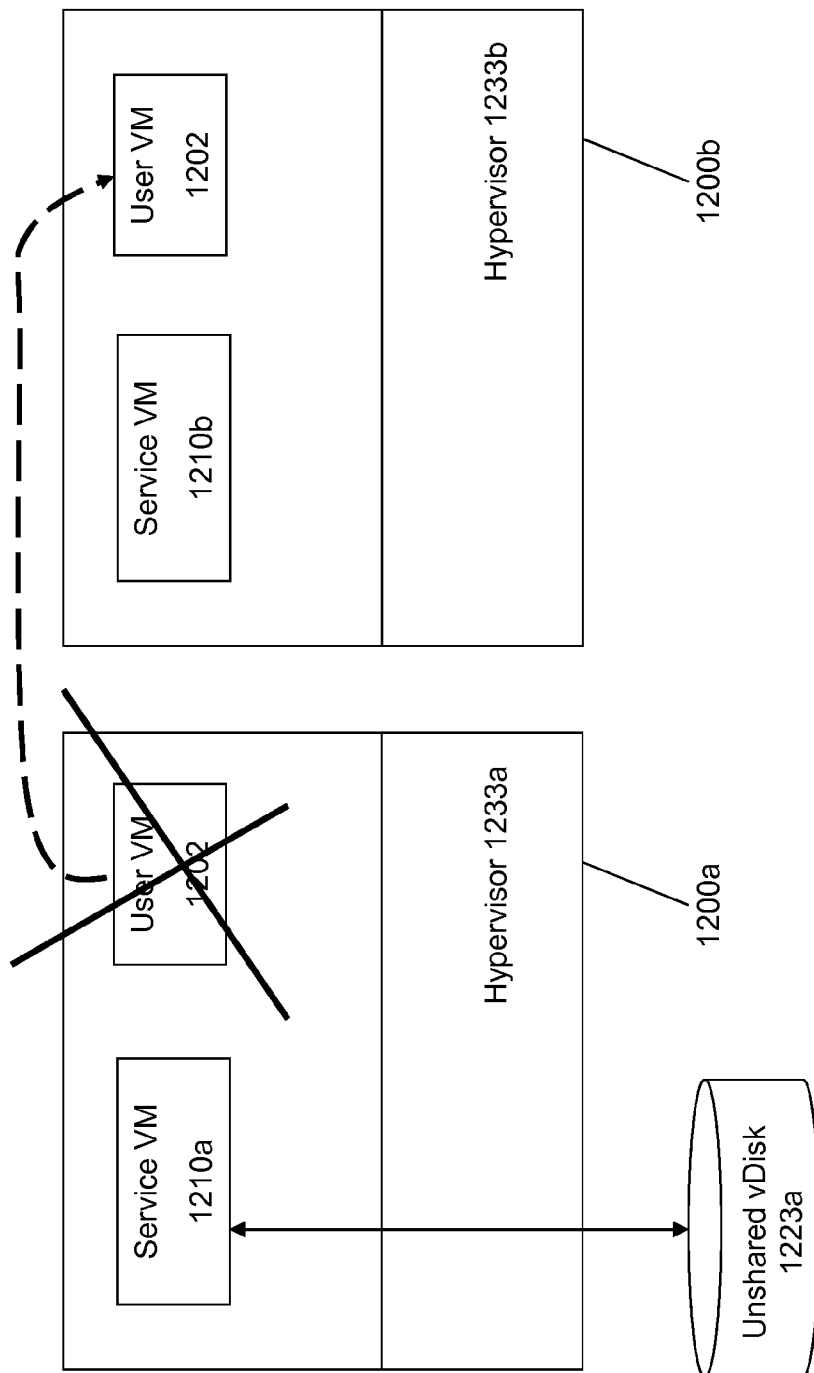 Service VM
1210a
User VM
1202
Hypervisor 1233a
1200a
Unshared vDisk
1223a
Service VM
1210b
User VM
1202
Hypervisor 1233b
1200b